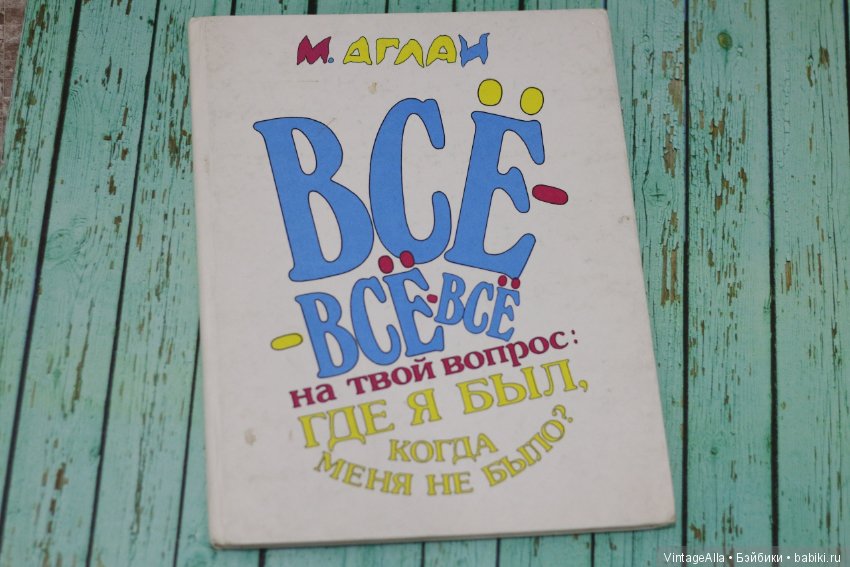 М. АГЛАИ
ВСЁ-
-ВСЁ-ВСЁ
НА ТВОЙ ВОПРОС:
ГДЕ Я БЫЛ,
КОГДА
МЕНЯ НЕ БЫЛО?
VintageAlla • Бэйбики • babiki.ru